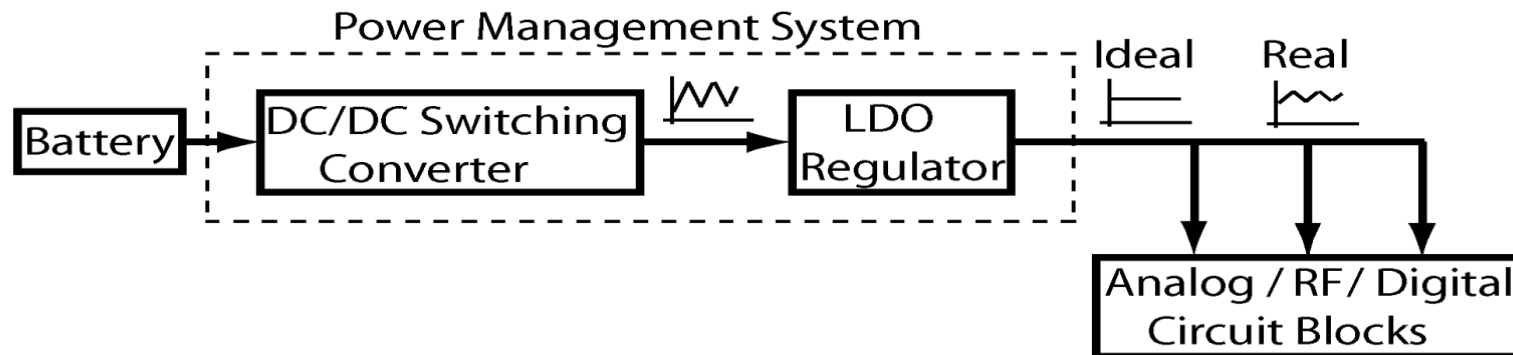 Power Management System
Ideal
Real
Battery
DC/DC Switching
Converter
LDO
Regulator
Analog / RF/ Digital
Circuit Blocks